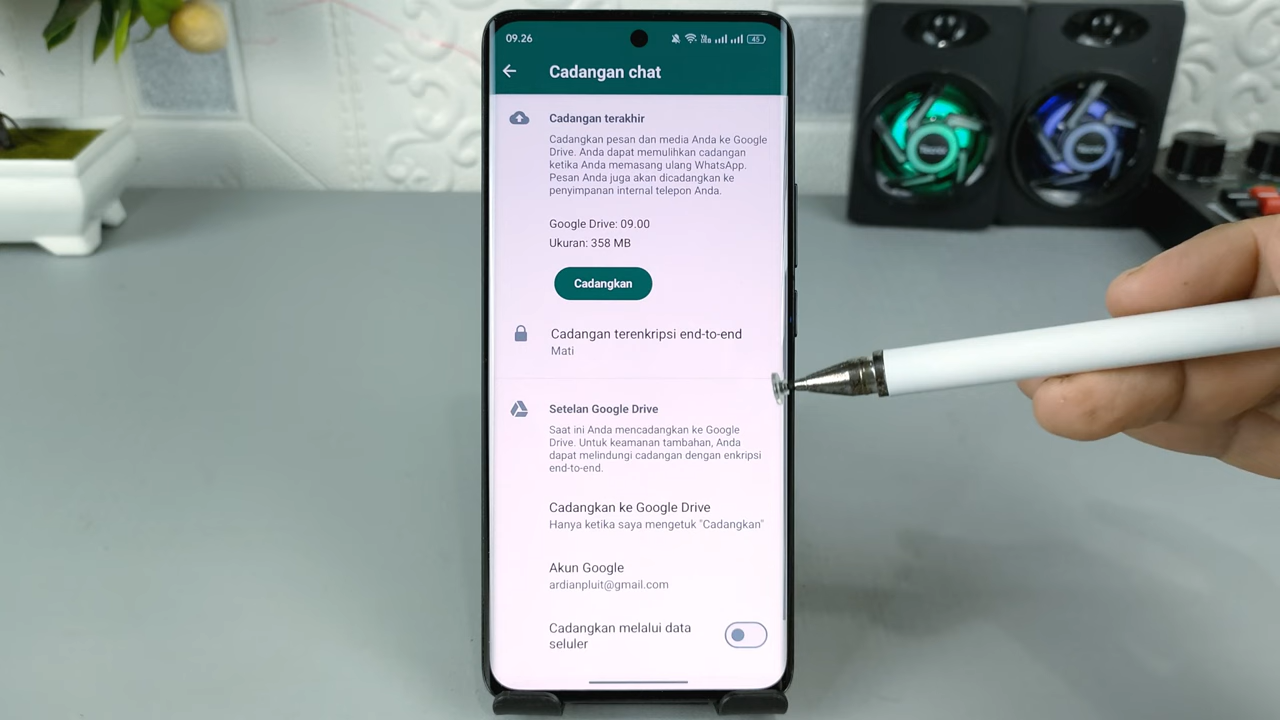 09.26
45
Cadangan chat
Cadangan terakhir
Cadangkan pesan dan media Anda ke Google
Drive. Anda dapat memulihkan cadangan
ketika Anda memasang ulang WhatsApp.
Pesan Anda juga akan dicadangkan ke
penyimpanan internal telepon Anda.
Google Drive: 09.00
Ukuran: 358 MB
Cadangkan
Cadangan terenkripsi end-to-end
Mati
Setelan Google Drive
Saat ini Anda mencadangkan ke Google
Drive. Untuk keamanan tambahan, Anda
dapat melindungi cadangan dengan enkripsi
end-to-end.
Cadangkan ke Google Drive
Hanya ketika saya mengetuk "Cadangkan"
Akun Google
ardianpluit@gmail.com
Cadangkan melalui data
seluler